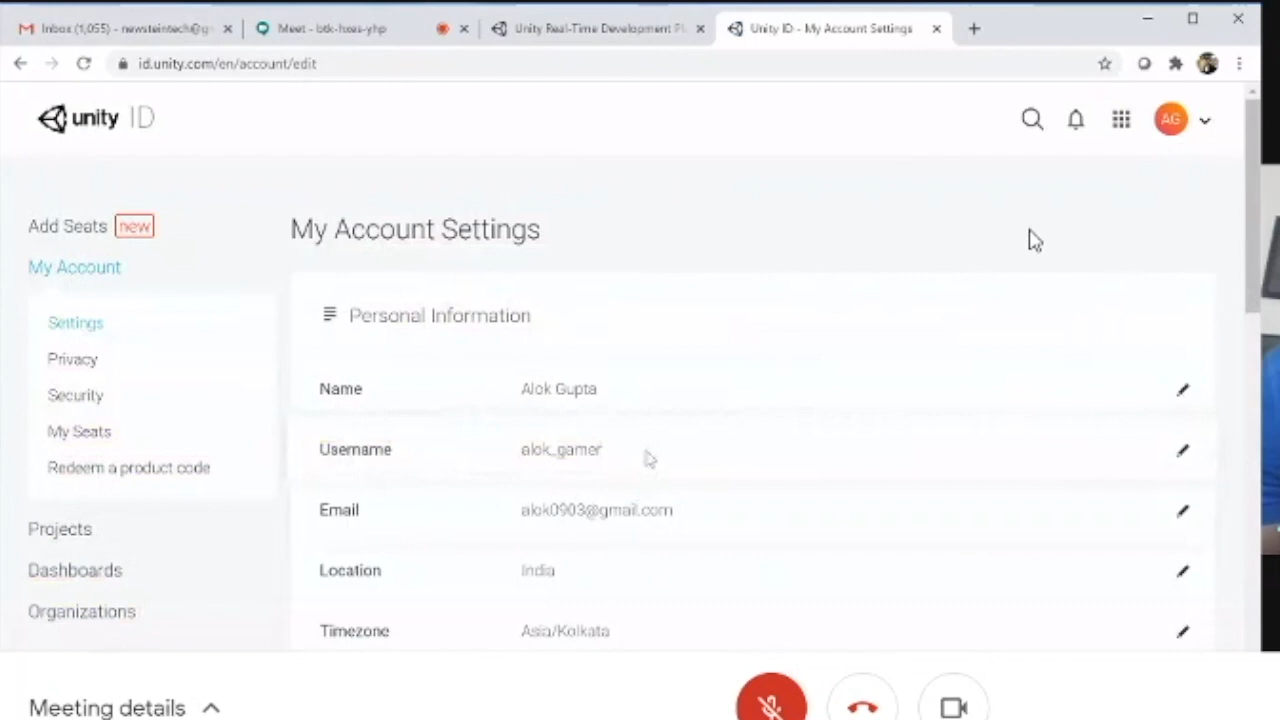 Inbox (1,055) - newsteintech@g
Meet - btk-hoas-yhp
Unity Real-Time Development Pl
Unity ID - My Account Settings
id.unity.com/en/account/edit
unity ID
AG
Add Seats new
My Account
Settings
Privacy
Security
My Seats
Redeem a product code
Projects
Dashboards
Organizations
My Account Settings
Personal Information
Name Alok Gupta
Username alok_gamer
Email alok0903@gmail.com
Location India
Timezone Asia/Kolkata
Meeting details